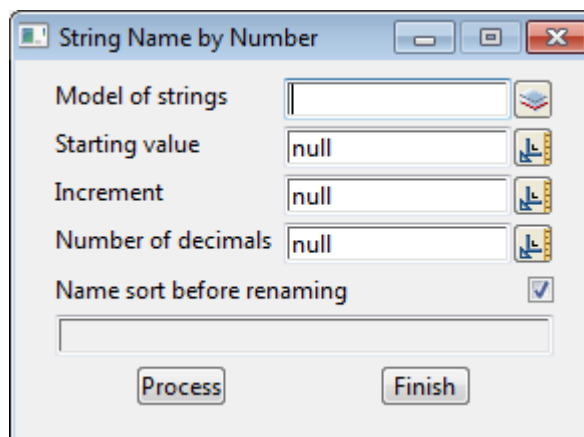 String Name by Number
Model of strings
Starting value null
Increment null
Number of decimals null
Name sort before renaming
Process Finish